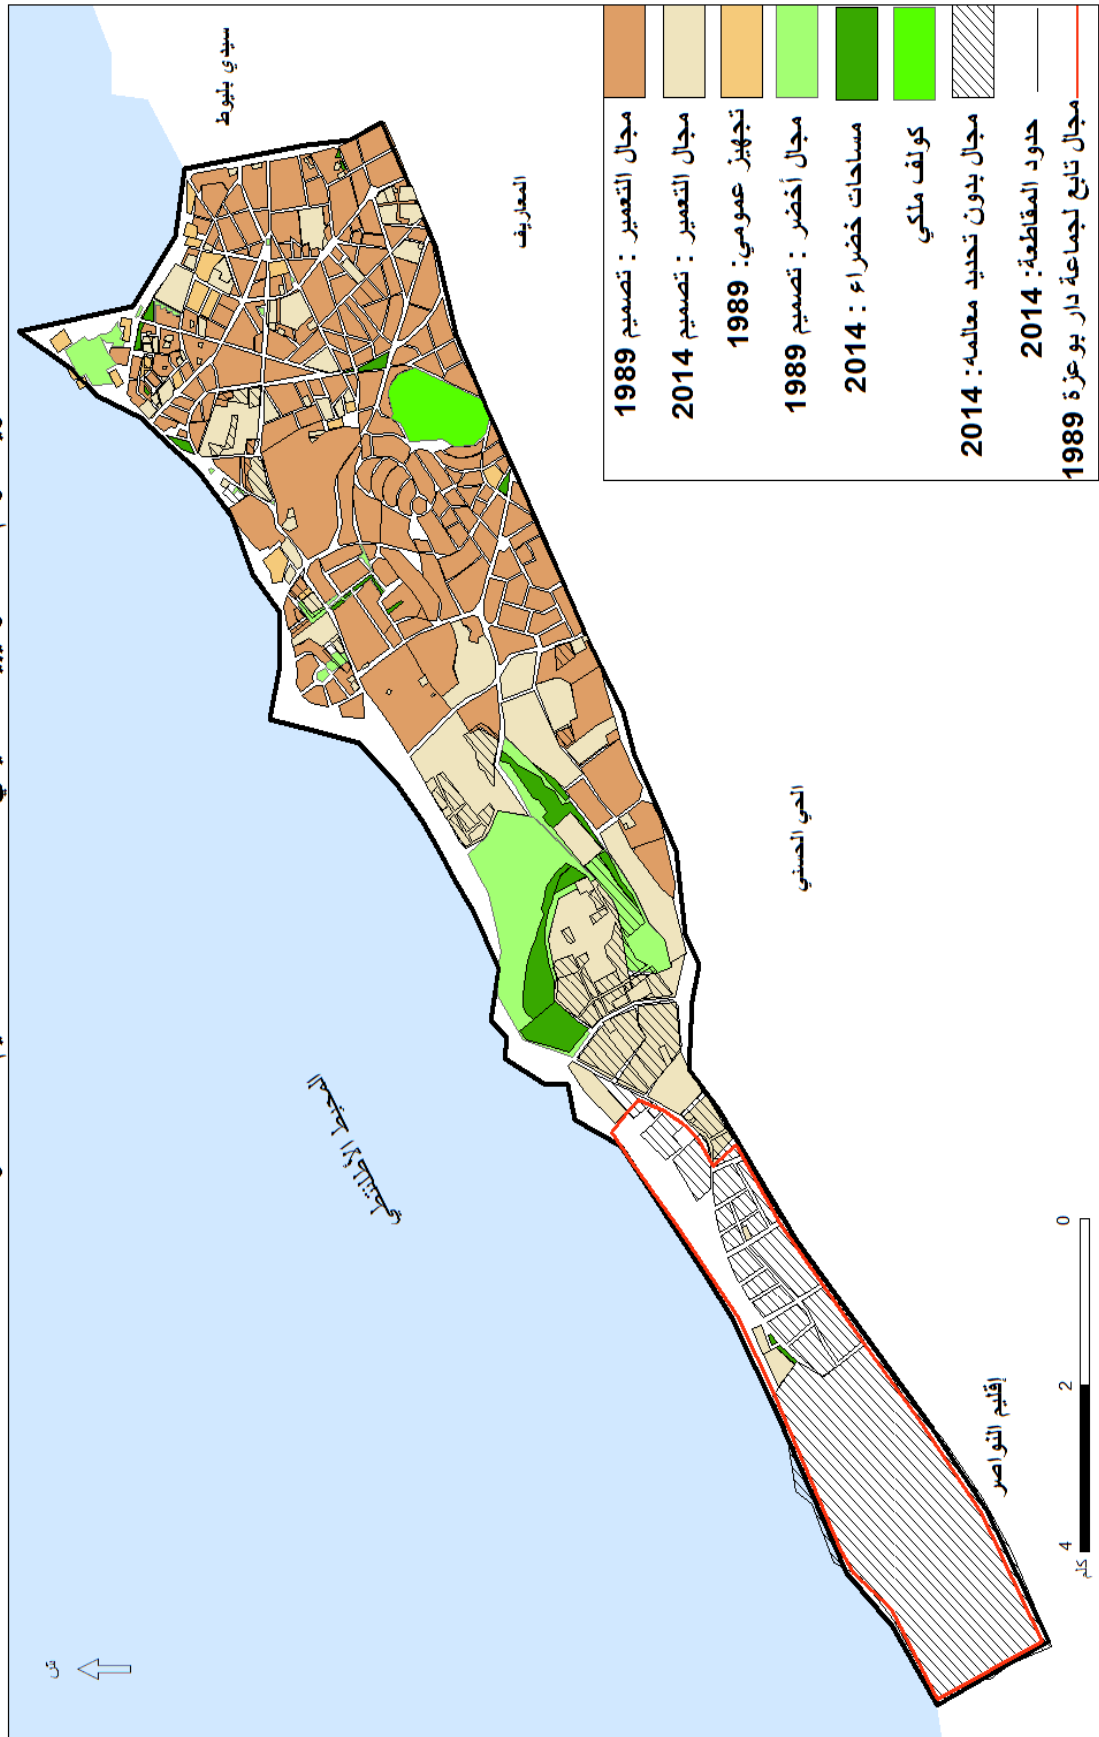 سيدي بليوط
المعاريف
الحي الحسني
المحيط الأطلنتطي
إقليم النواصر
ش
0
2
4
كلم
مجال التعمير : تصميم 1989
مجال التعمير : تصميم 2014
تجهيز عمومي: 1989
مجال أخضر : تصميم 1989
مساحات خضراء : 2014
كولف ملكي
مجال بدون تحديد معالمه: 2014
حدود المقاطعة: 2014
مجال تابع لجماعة دار بوعزة 1989